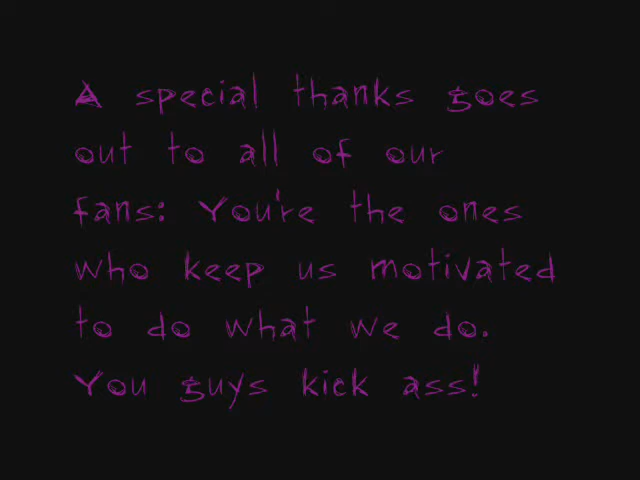 A special thanks goes
out to all of our
fans: You're the ones
who keep us motivated
to do what we do.
You guys kick ass!